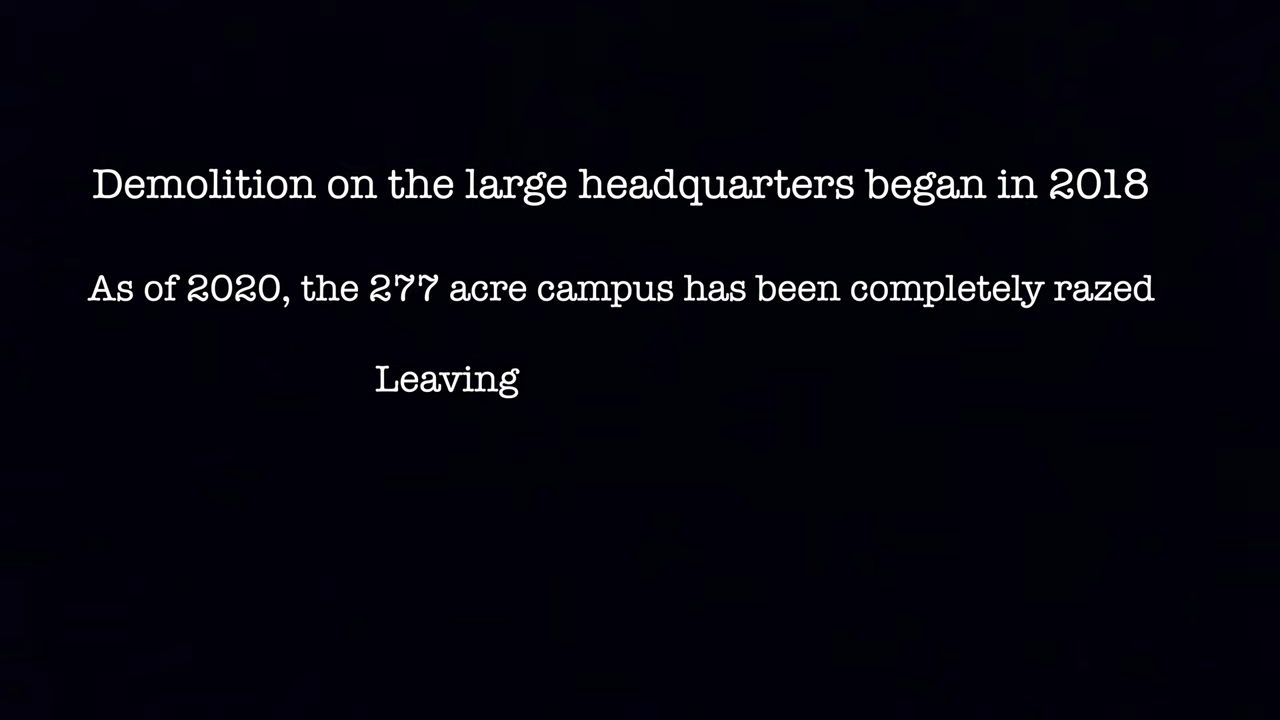 Demolition on the large headquarters began in 2018
As of 2020, the 277 acre campus has been completely razed
Leaving